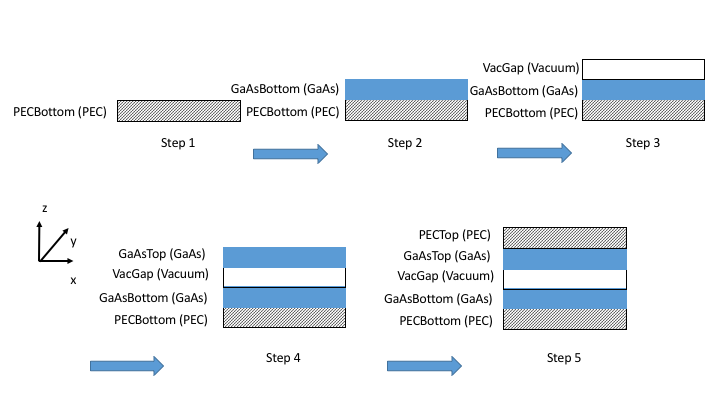 PECBottom (PEC)
Step 1
GaAsBottom (GaAs)
PECBottom (PEC)
Step 2
VacGap (Vacuum)
GaAsBottom (GaAs)
PECBottom (PEC)
Step 3
z
y
x
GaAsTop (GaAs)
VacGap (Vacuum)
GaAsBottom (GaAs)
PECBottom (PEC)
Step 4
PECTop (PEC)
GaAsTop (GaAs)
VacGap (Vacuum)
GaAsBottom (GaAs)
PECBottom (PEC)
Step 5